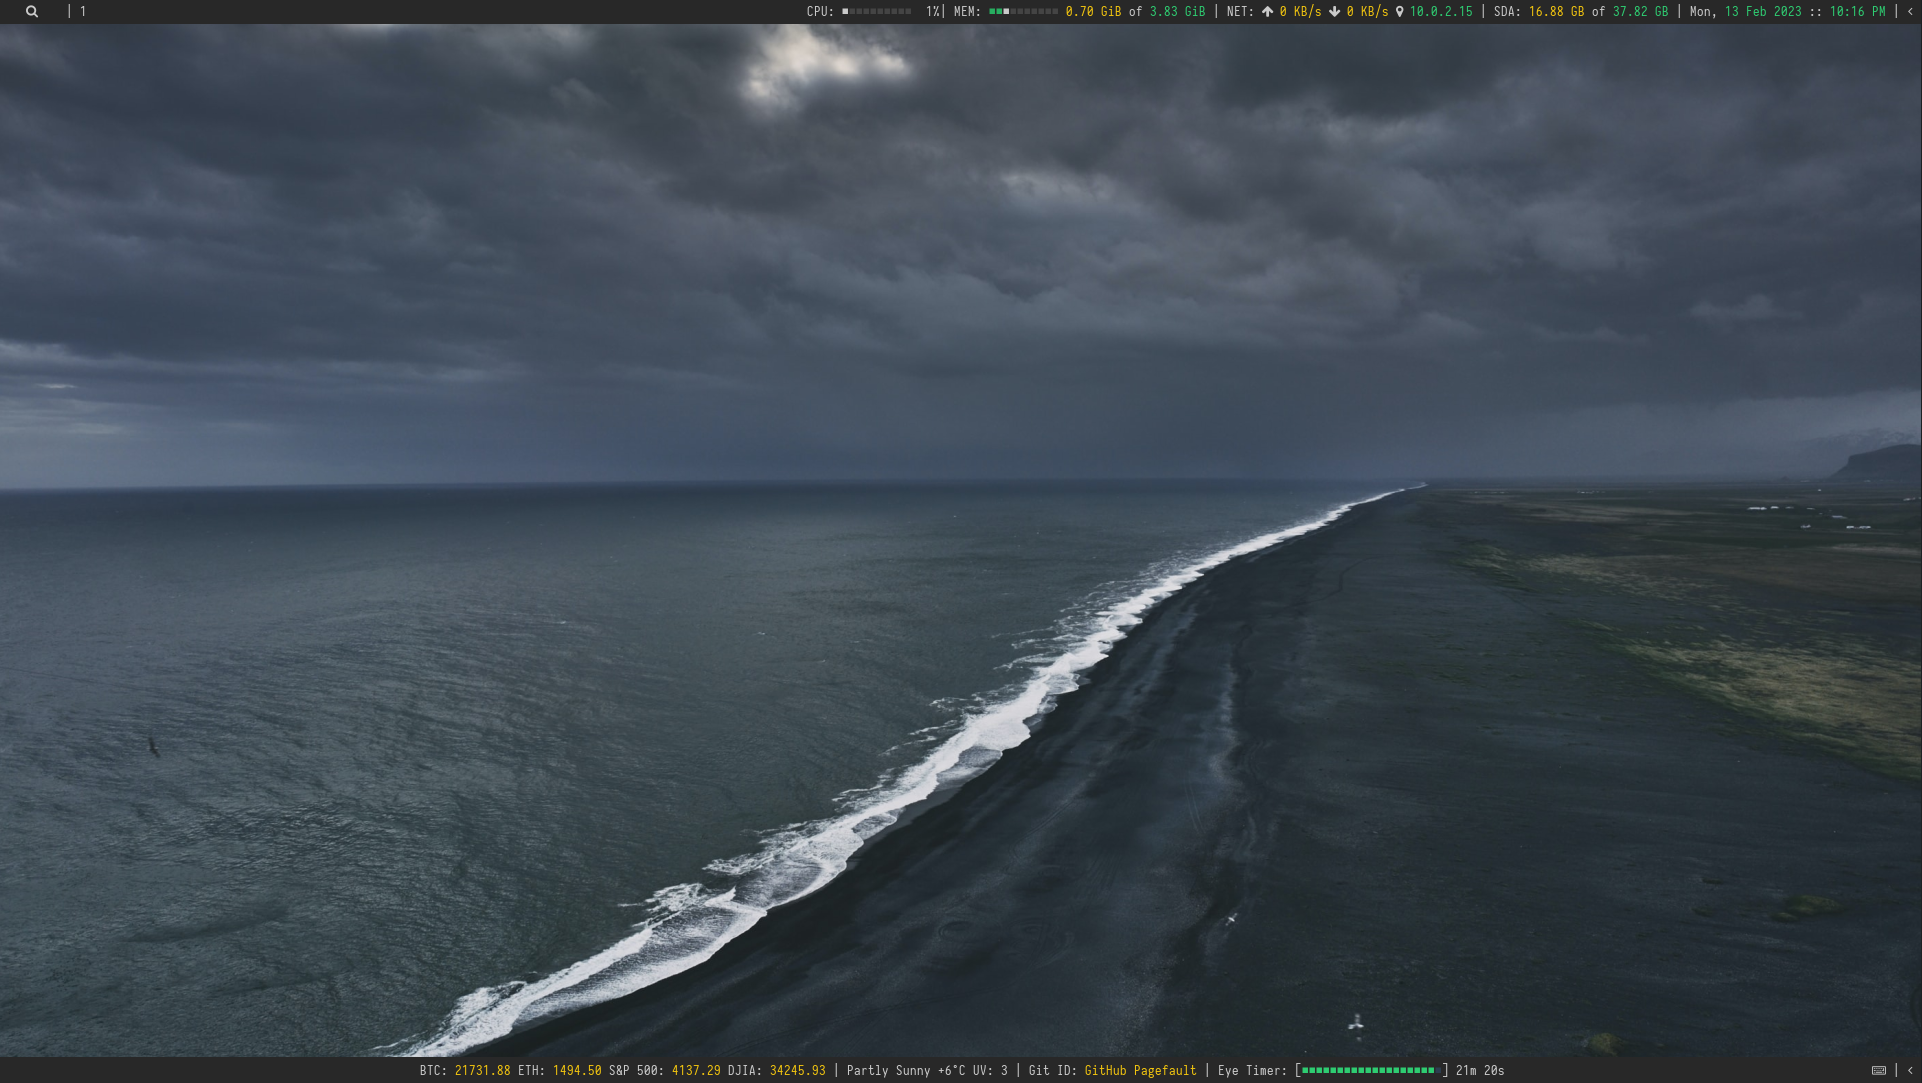 | 1 CPU: 1%| MEM: 0.70 GiB of 3.83 GiB | NET: 0 KB/s 0 KB/s 10.0.2.15 | SDA: 16.88 GB of 37.82 GB | Mon, 13 Feb 2023 :: 10:16 PM | <
BTC: 21731.88 ETH: 1494.50 S&P 500: 4137.29 DJIA: 34245.93 | Partly Sunny +6°C UV: 3 | Git ID: GitHub Pagefault | Eye Timer: [ ] 21m 20s | <